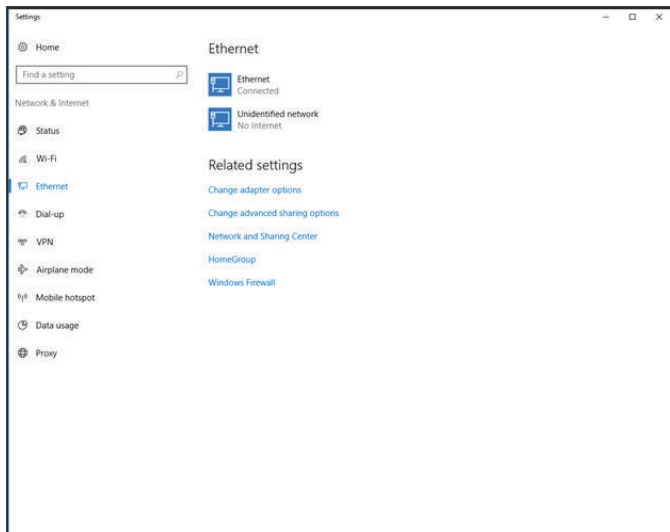 Settings
Home
Find a setting
Network & Internet
Status
Wi-Fi
Ethernet
Dial-up
VPN
Airplane mode
Mobile hotspot
Data usage
Proxy
Ethernet
Ethernet
Connected
Unidentified network
No Internet
Related settings
Change adapter options
Change advanced sharing options
Network and Sharing Center
HomeGroup
Windows Firewall